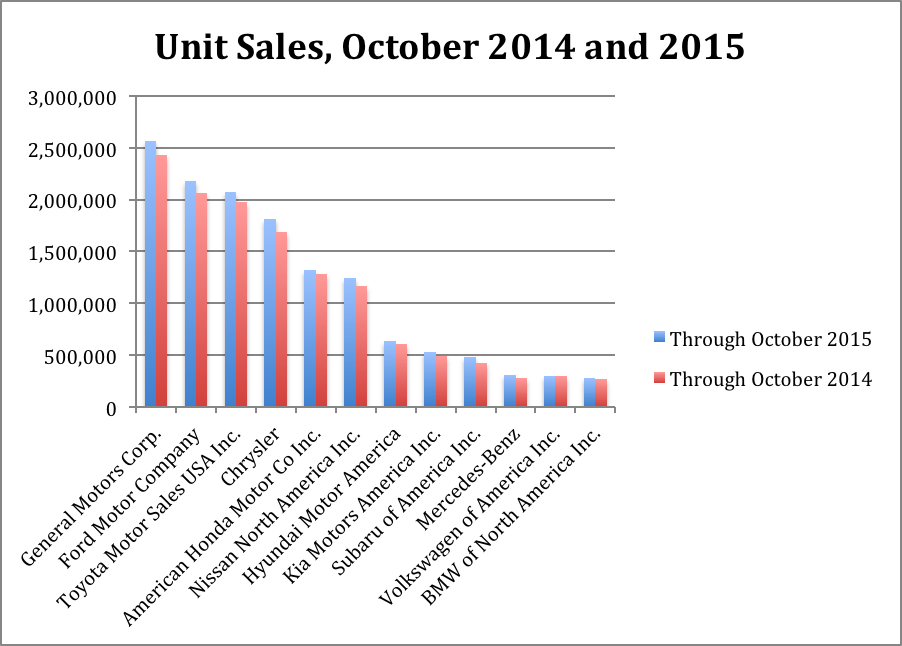 Unit Sales, October 2014 and 2015
3,000,000
2,500,000
2,000,000
1,500,000
1,000,000
500,000
0
General Motors Corp.
Ford Motor Company
Toyota Motor Sales USA Inc.
Chrysler
American Honda Motor Co Inc.
Nissan North America Inc.
Hyundai Motor America
Kia Motors America Inc.
Subaru of America Inc.
Mercedes-Benz
Volkswagen of America Inc.
BMW of North America Inc.
Through October 2015
Through October 2014